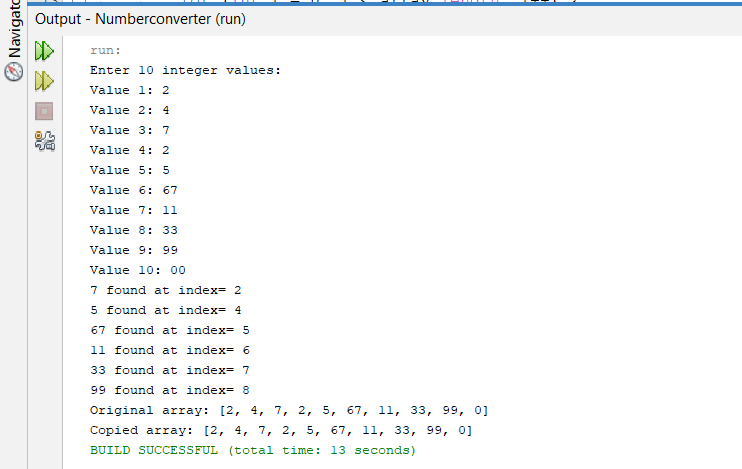 Output - Numberconverter (run)
Navigato
run:
Enter 10 integer values:
Value 1: 2
Value 2: 4
Value 3: 7
Value 4: 2
Value 5: 5
Value 6: 67
Value 7: 11
Value 8: 33
Value 9: 99
Value 10: 00
7 found at index= 2
5 found at index= 4
67 found at index= 5
11 found at index= 6
33 found at index= 7
99 found at index= 8
Original array: [2, 4, 7, 2, 5, 67, 11, 33, 99, 0]
Copied array: [2, 4, 7, 2, 5, 67, 11, 33, 99, 0]
BUILD SUCCESSFUL (total time: 13 seconds)